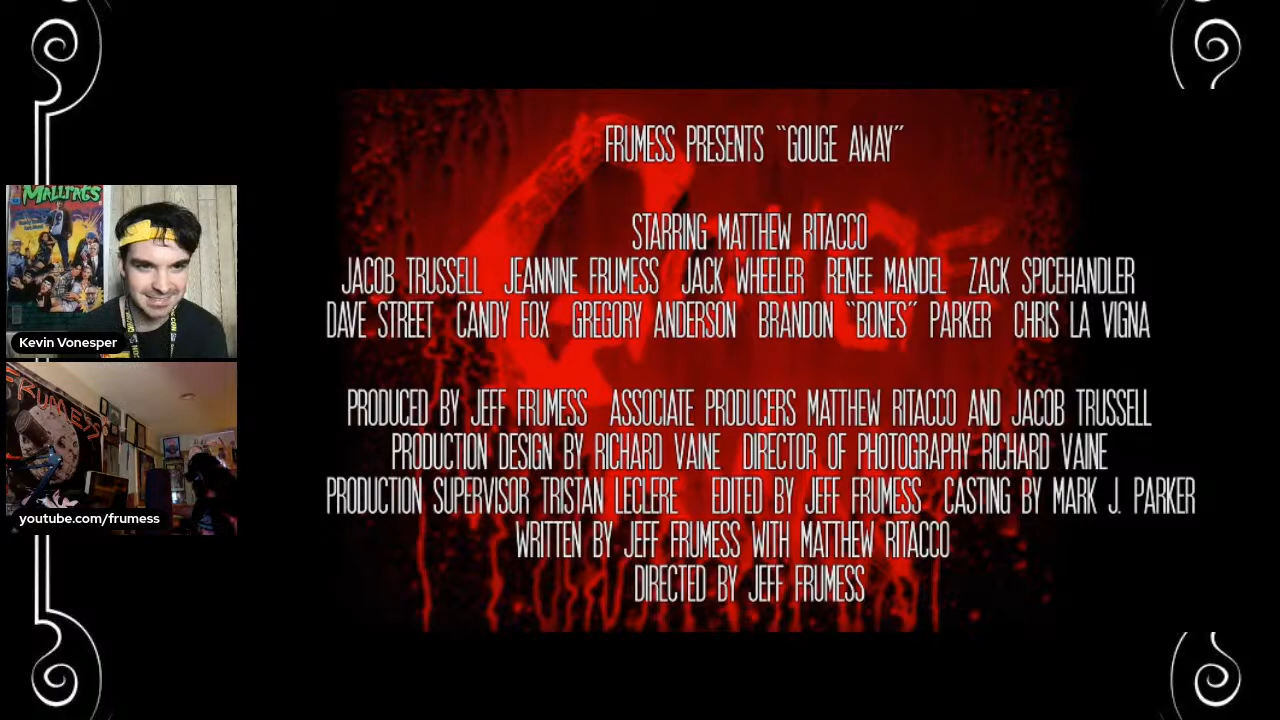 FRUMESS PRESENTS “GOUGE AWAY”
STARRING MATTHEW RITACCO
JACOB TRUSSELL JEANNINE FRUMESS JACK WHEELER RENEE MANDEL ZACK SPICEHANDLER
DAVE STREET CANDY FOX GREGORY ANDERSON BRANDON “BONES” PARKER CHRIS LA VIGNA
PRODUCED BY JEFF FRUMESS ASSOCIATE PRODUCERS MATTHEW RITACCO AND JACOB TRUSSELL
PRODUCTION DESIGN BY RICHARD VAINE DIRECTOR OF PHOTOGRAPHY RICHARD VAINE
PRODUCTION SUPERVISOR TRISTAN LECLERE EDITED BY JEFF FRUMESS CASTING BY MARK J. PARKER
WRITTEN BY JEFF FRUMESS WITH MATTHEW RITACCO
DIRECTED BY JEFF FRUMESS
MALLRATS
Kevin Vonesper
FRUMESS
youtube.com/frumess